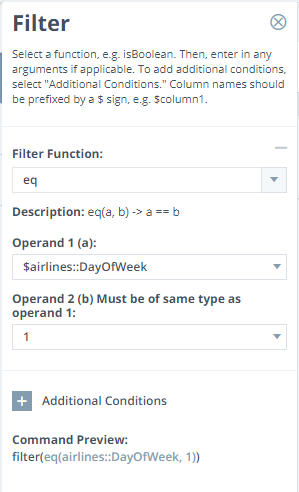 Filter
Select a function, e.g. isBoolean. Then, enter in any
arguments if applicable. To add additional conditions,
select "Additional Conditions." Column names should
be prefixed by a $ sign, e.g. $column1.
Filter Function:
eq
Description: eq(a, b) -> a == b
Operand 1 (a):
$airlines::DayOfWeek
Operand 2 (b) Must be of same type as
operand 1:
1
Additional Conditions
Command Preview:
filter(eq(airlines::DayOfWeek, 1))